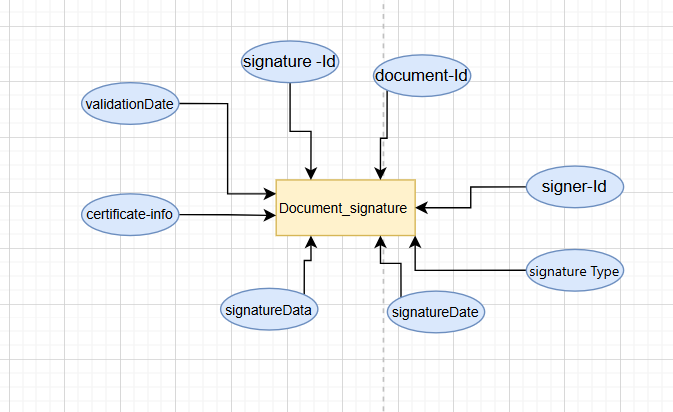 signature -Id
document-Id
validationDate
signer-Id
Document_signature
certificate-info
signature Type
signatureData
signatureDate